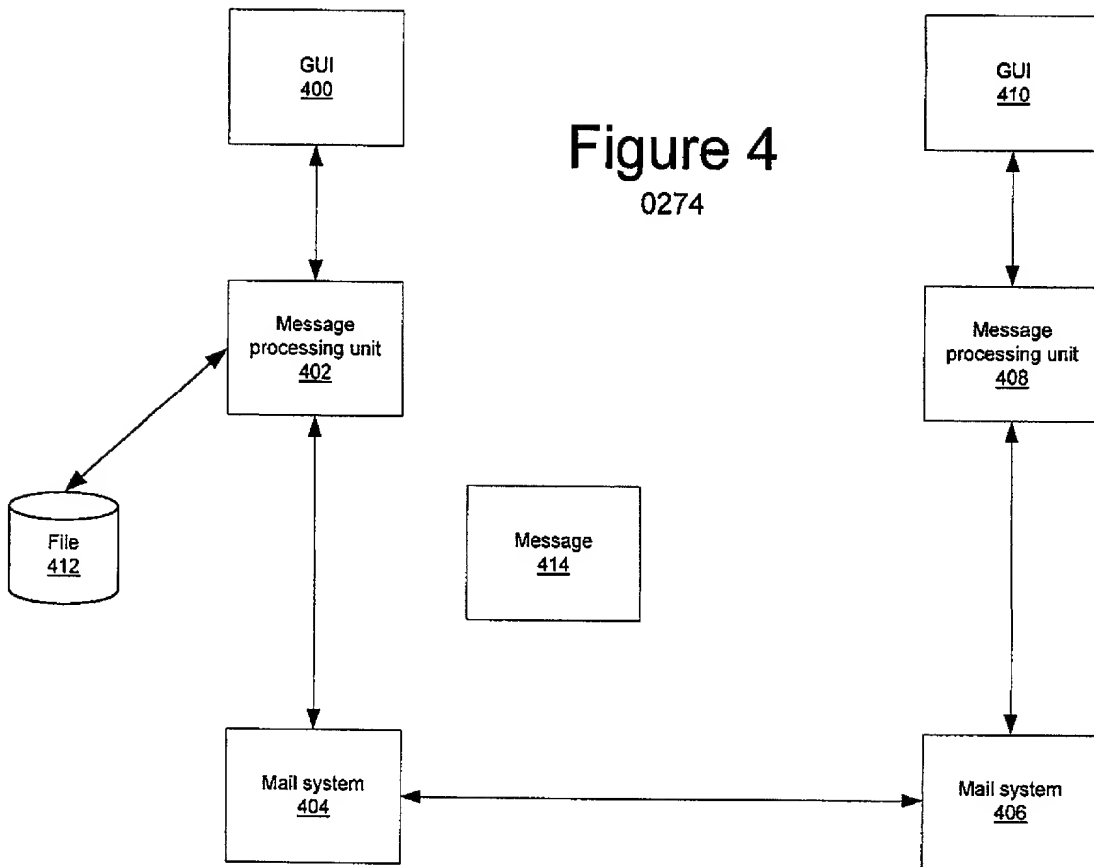 GUI
400
GUI
410
Figure 4
0274
Message
processing unit
402
Message
processing unit
408
File
412
Message
414
Mail system
404
Mail system
406